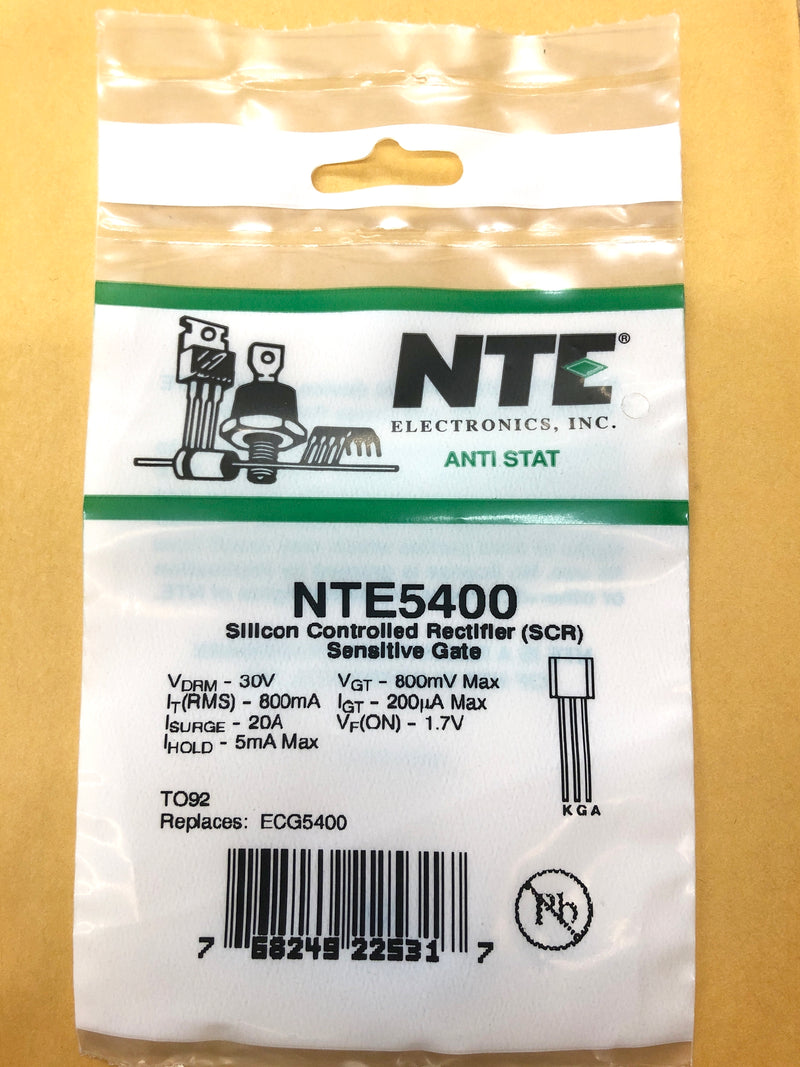 NTE®
ELECTRONICS, INC.
ANTI STAT
NTE5400
Silicon Controlled Rectifier (SCR)
Sensitive Gate
VDRM - 30V VGT - 800mV Max
IT(RMS) - 800mA IGT - 200µA Max
ISURGE - 20A VF(ON) - 1.7V
IHOLD - 5mA Max
K G A
TO92
Replaces: ECG5400
Pb
7 68249 22531 7